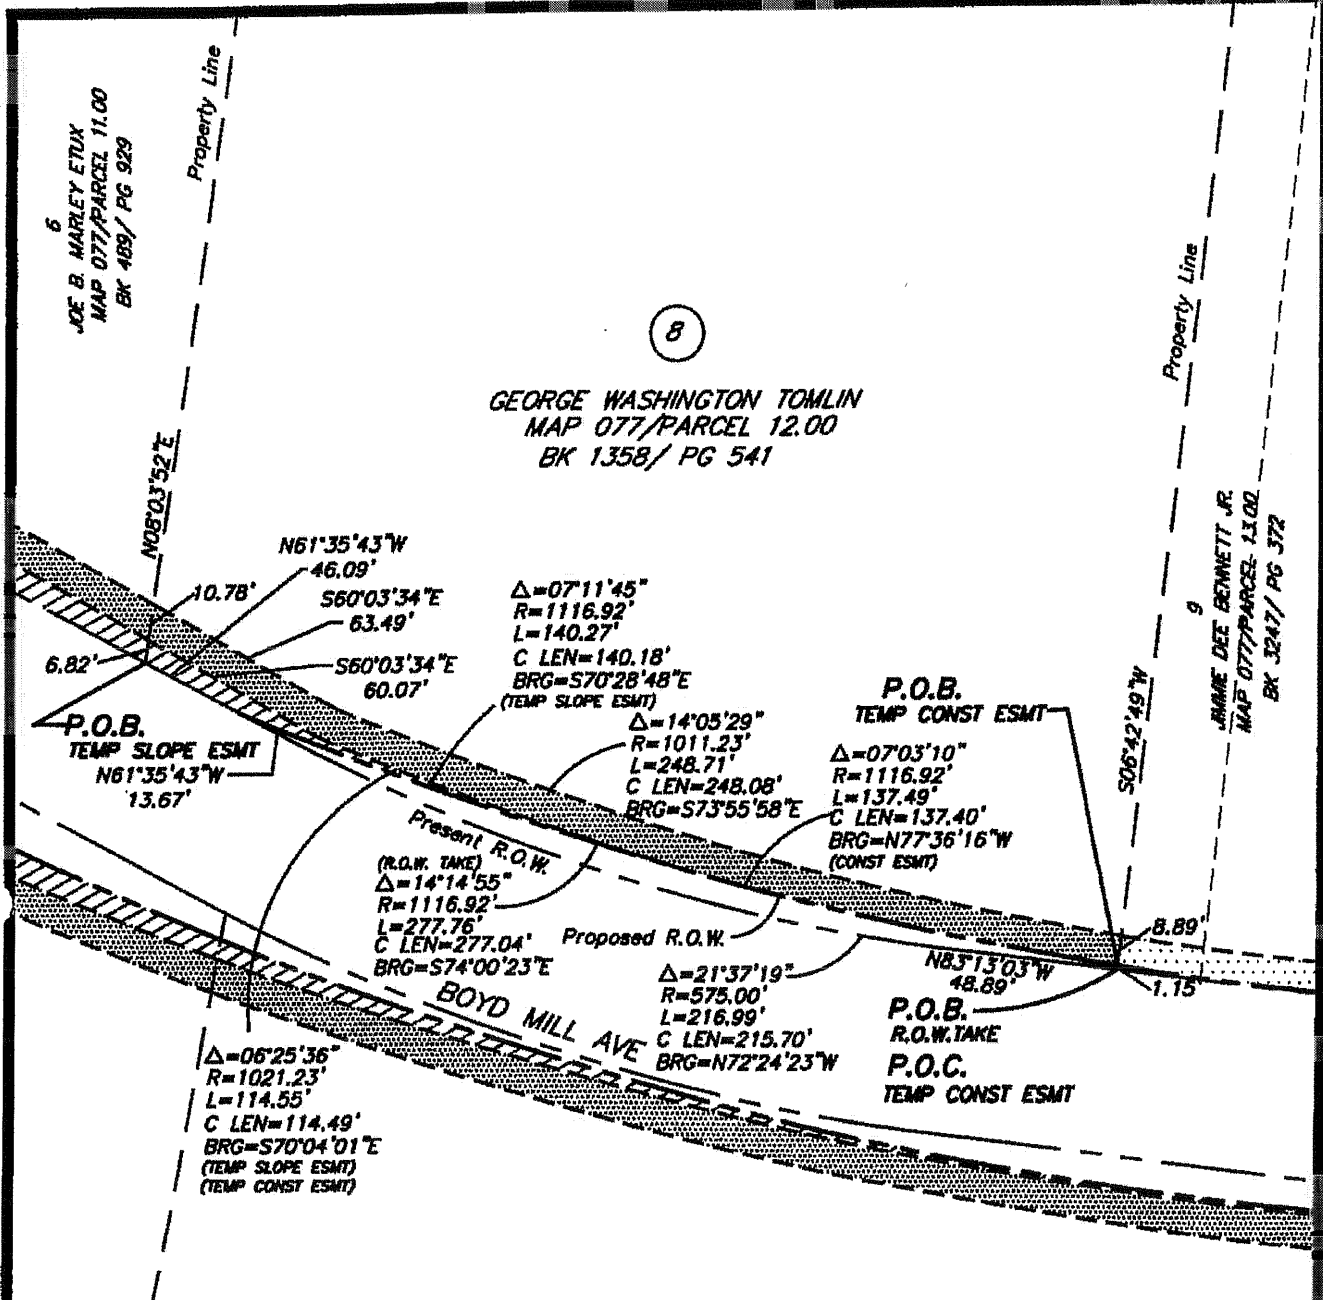 Property Line
6
JOE B. MARLEY ETUX
MAP 077/PARCEL 11.00
BK 489/ PG 929
N08°03'52"E
8
GEORGE WASHINGTON TOMLIN
MAP 077/PARCEL 12.00
BK 1358/ PG 541
Property Line
S06°42'49"W
9
JIMMIE DEE BENNETT JR.
MAP 077/PARCEL 13.00
BK 3247/ PG 372
N61°35'43"W
46.09'
10.78'
S60°03'34"E
63.49'
6.82'
S60°03'34"E
60.07'
P.O.B.
TEMP SLOPE ESMT
N61°35'43"W
13.67'
Δ=07°11'45"
R=1116.92'
L=140.27'
C LEN=140.18'
BRG=S70°28'48"E
(TEMP SLOPE ESMT)
Δ=14°05'29"
R=1011.23'
L=248.71'
C LEN=248.08'
BRG=S73°55'58"E
P.O.B.
TEMP CONST ESMT
Δ=07°03'10"
R=1116.92'
L=137.49'
C LEN=137.40'
BRG=N77°36'16"W
(CONST ESMT)
Present R.O.W.
(R.O.W. TAKE)
Δ=14°14'55"
R=1116.92'
L=277.76'
C LEN=277.04'
BRG=S74°00'23"E
Proposed R.O.W.
8.89'
N83°13'03"W
48.89'
1.15
Δ=21°37'19"
R=575.00'
L=216.99'
C LEN=215.70'
BRG=N72°24'23"W
P.O.B.
R.O.W.TAKE
P.O.C.
TEMP CONST ESMT
BOYD MILL AVE
Δ=06°25'36"
R=1021.23'
L=114.55'
C LEN=114.49'
BRG=S70°04'01"E
(TEMP SLOPE ESMT)
(TEMP CONST ESMT)